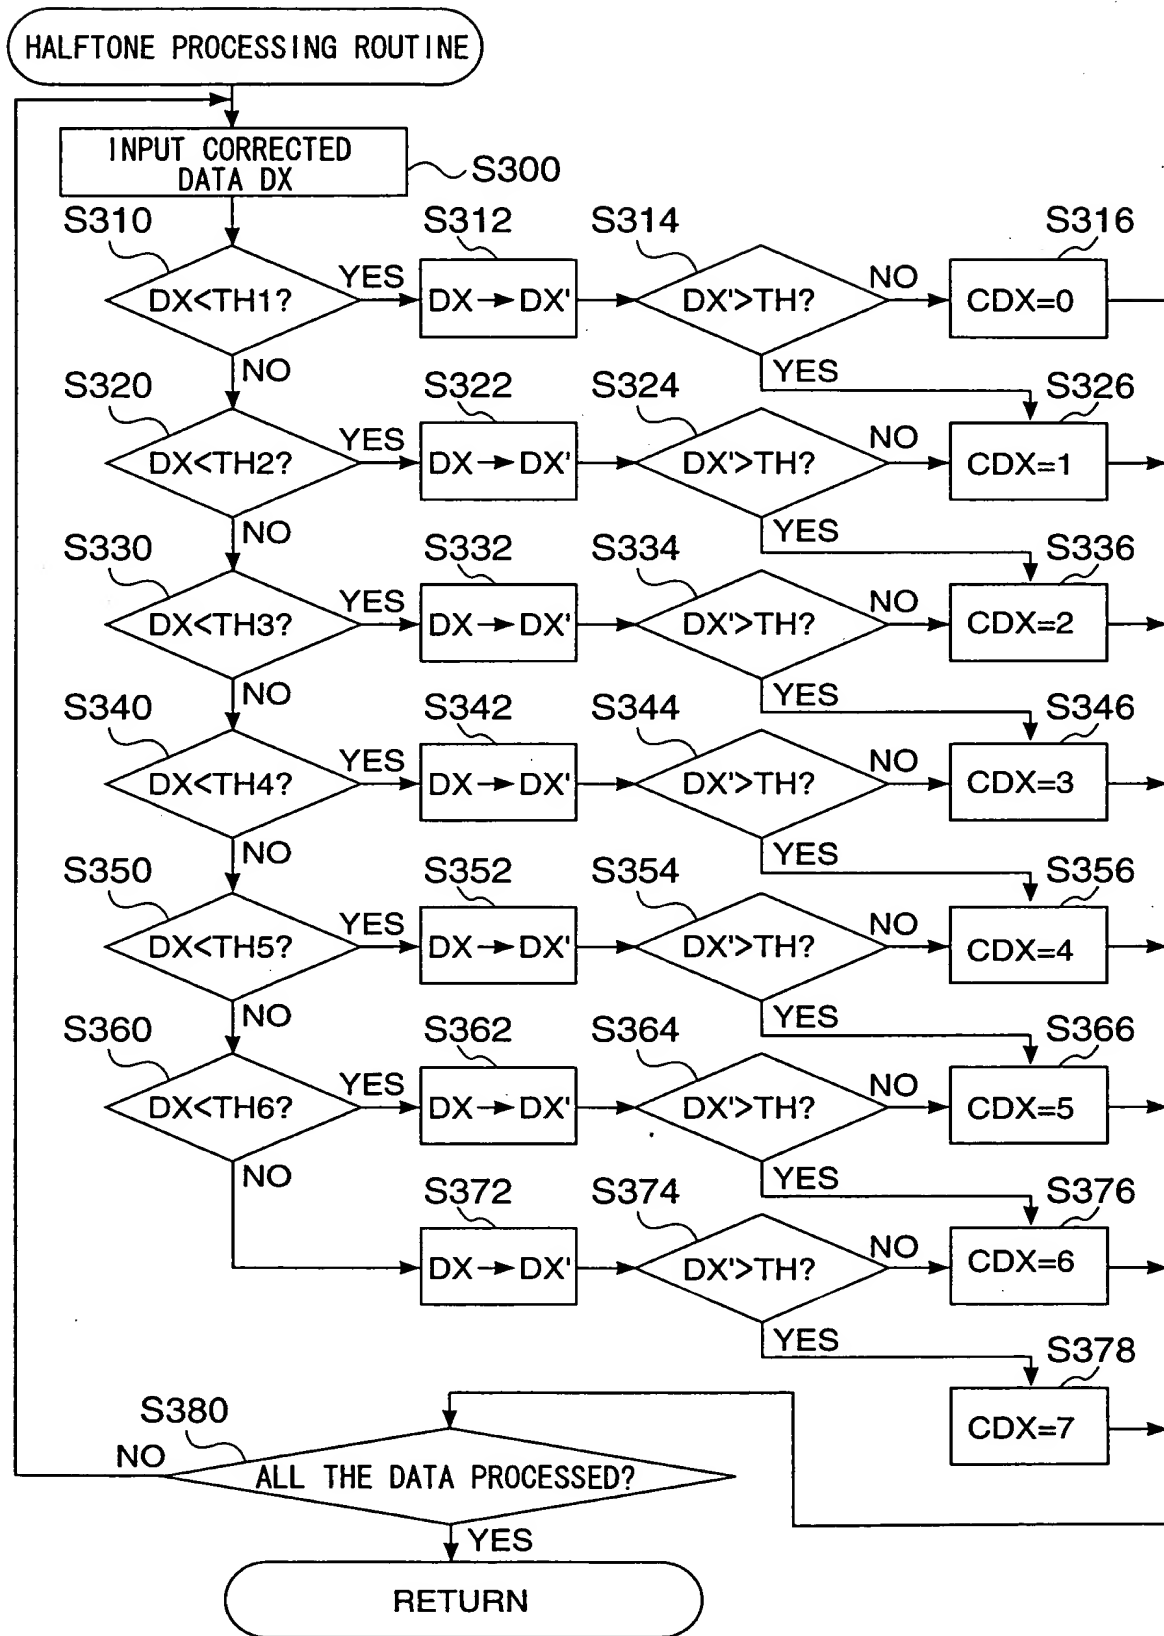 HALFTONE PROCESSING ROUTINE
INPUT CORRECTED
DATA DX
S300
S310
S312
S314
S316
DX<TH1?
YES
DX→DX'
DX'>TH?
NO
CDX=0
NO
YES
S320
S322
S324
S326
DX<TH2?
YES
DX→DX'
DX'>TH?
NO
CDX=1
NO
YES
S330
S332
S334
S336
DX<TH3?
YES
DX→DX'
DX'>TH?
NO
CDX=2
NO
YES
S340
S342
S344
S346
DX<TH4?
YES
DX→DX'
DX'>TH?
NO
CDX=3
NO
YES
S350
S352
S354
S356
DX<TH5?
YES
DX→DX'
DX'>TH?
NO
CDX=4
NO
YES
S360
S362
S364
S366
DX<TH6?
YES
DX→DX'
DX'>TH?
NO
CDX=5
NO
YES
S372
S374
S376
DX→DX'
DX'>TH?
NO
CDX=6
YES
S378
CDX=7
S380
NO
ALL THE DATA PROCESSED?
YES
RETURN